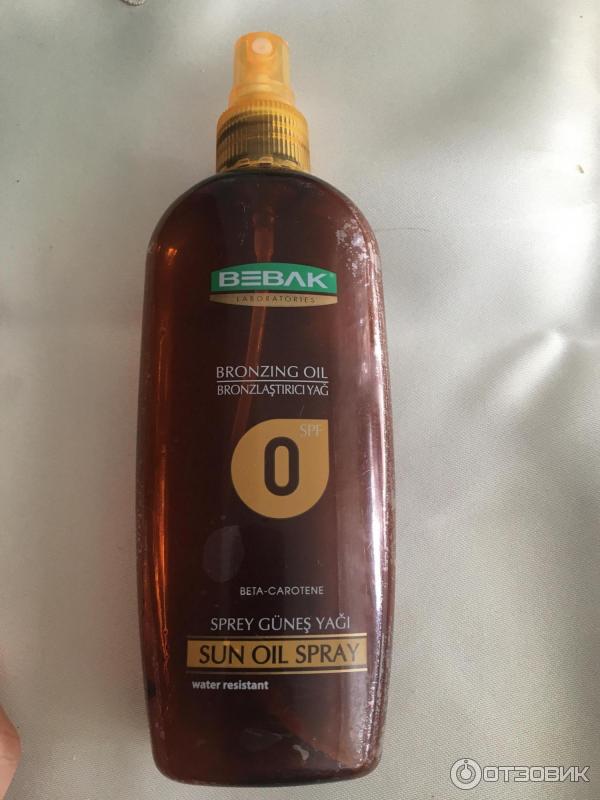 BEBAK
LABORATORIES
BRONZING OIL
BRONZLAŞTIRICI YAĞ
SPF
0
BETA-CAROTENE
SPREY GÜNEŞ YAĞI
SUN OIL SPRAY
water resistant
ОТЗОВИК